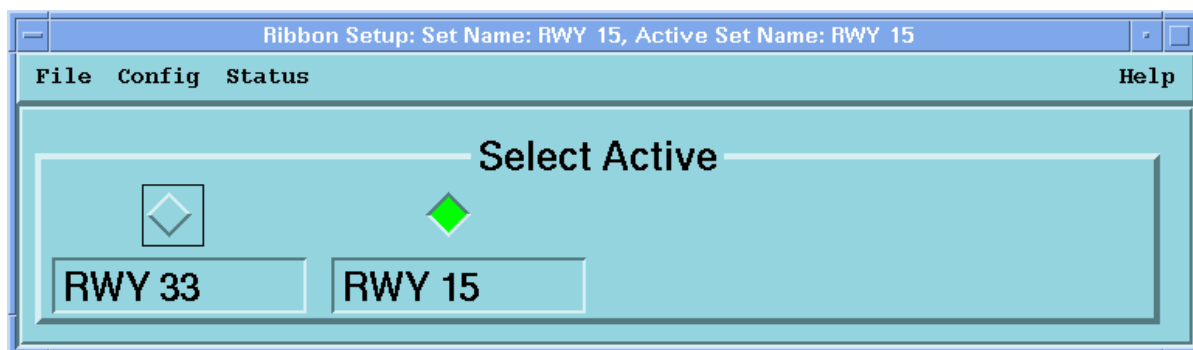 Ribbon Setup: Set Name: RWY 15, Active Set Name: RWY 15
File Config Status Help
Select Active
RWY 33 RWY 15